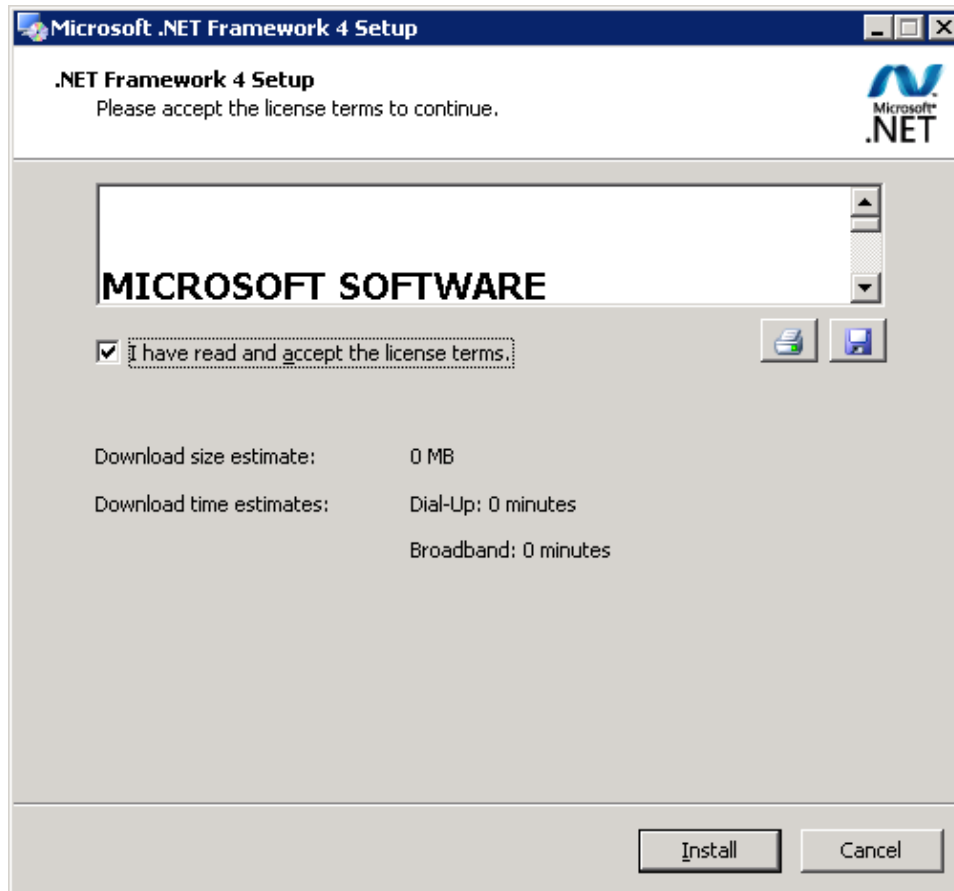 Microsoft .NET Framework 4 Setup
.NET Framework 4 Setup
Please accept the license terms to continue.
Microsoft®
.NET
MICROSOFT SOFTWARE
I have read and accept the license terms.
Download size estimate: 0 MB
Download time estimates: Dial-Up: 0 minutes
Broadband: 0 minutes
Install Cancel